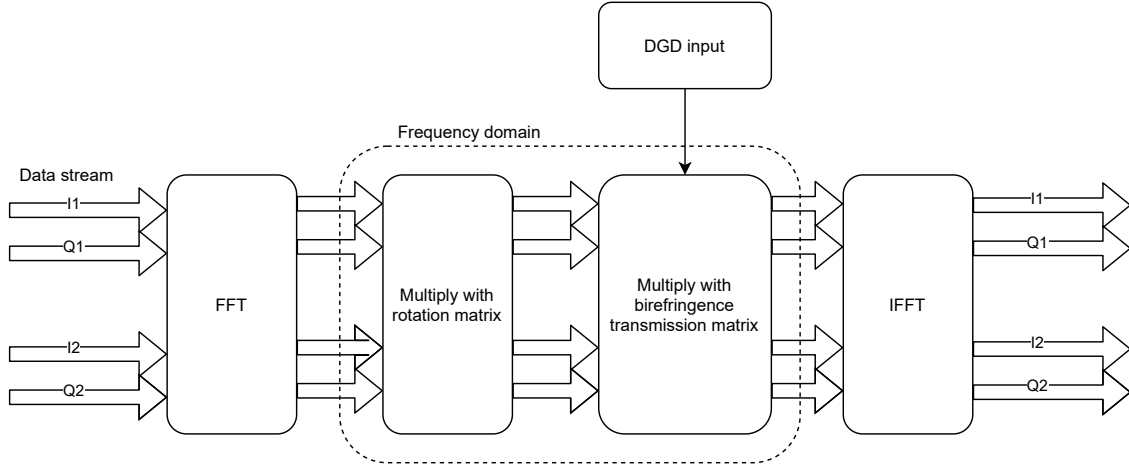 DGD input
Frequency domain
Data stream
I1
Q1
I2
Q2
FFT
Multiply with
rotation matrix
Multiply with
birefringence
transmission matrix
IFFT
I1
Q1
I2
Q2